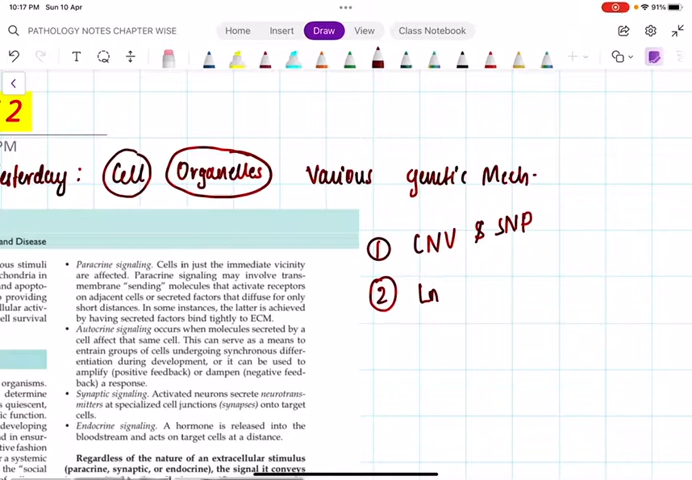 10:17 PM Sun 10 Apr
91%
PATHOLOGY NOTES CHAPTER WISE
Home Insert Draw View Class Notebook
2
PM
esterday: Cell Organelles Various genetic Mech.
① CNV & SNP
② Ln
and Disease
ous stimuli
ochondria in
and apopto-
o providing
ellular activ-
ell survival
organisms.
determine
s quiescent,
ic function.
developing
nd in ensur-
tive fashion
r a systemic
the “social
• Paracrine signaling. Cells in just the immediate vicinity
are affected. Paracrine signaling may involve trans-
membrane “sending” molecules that activate receptors
on adjacent cells or secreted factors that diffuse for only
short distances. In some instances, the latter is achieved
by having secreted factors bind tightly to ECM.
• Autocrine signaling occurs when molecules secreted by a
cell affect that same cell. This can serve as a means to
entrain groups of cells undergoing synchronous differ-
entiation during development, or it can be used to
amplify (positive feedback) or dampen (negative feed-
back) a response.
• Synaptic signaling. Activated neurons secrete neurotrans-
mitters at specialized cell junctions (synapses) onto target
cells.
• Endocrine signaling. A hormone is released into the
bloodstream and acts on target cells at a distance.
Regardless of the nature of an extracellular stimulus
(paracrine, synaptic, or endocrine), the signal it conveys